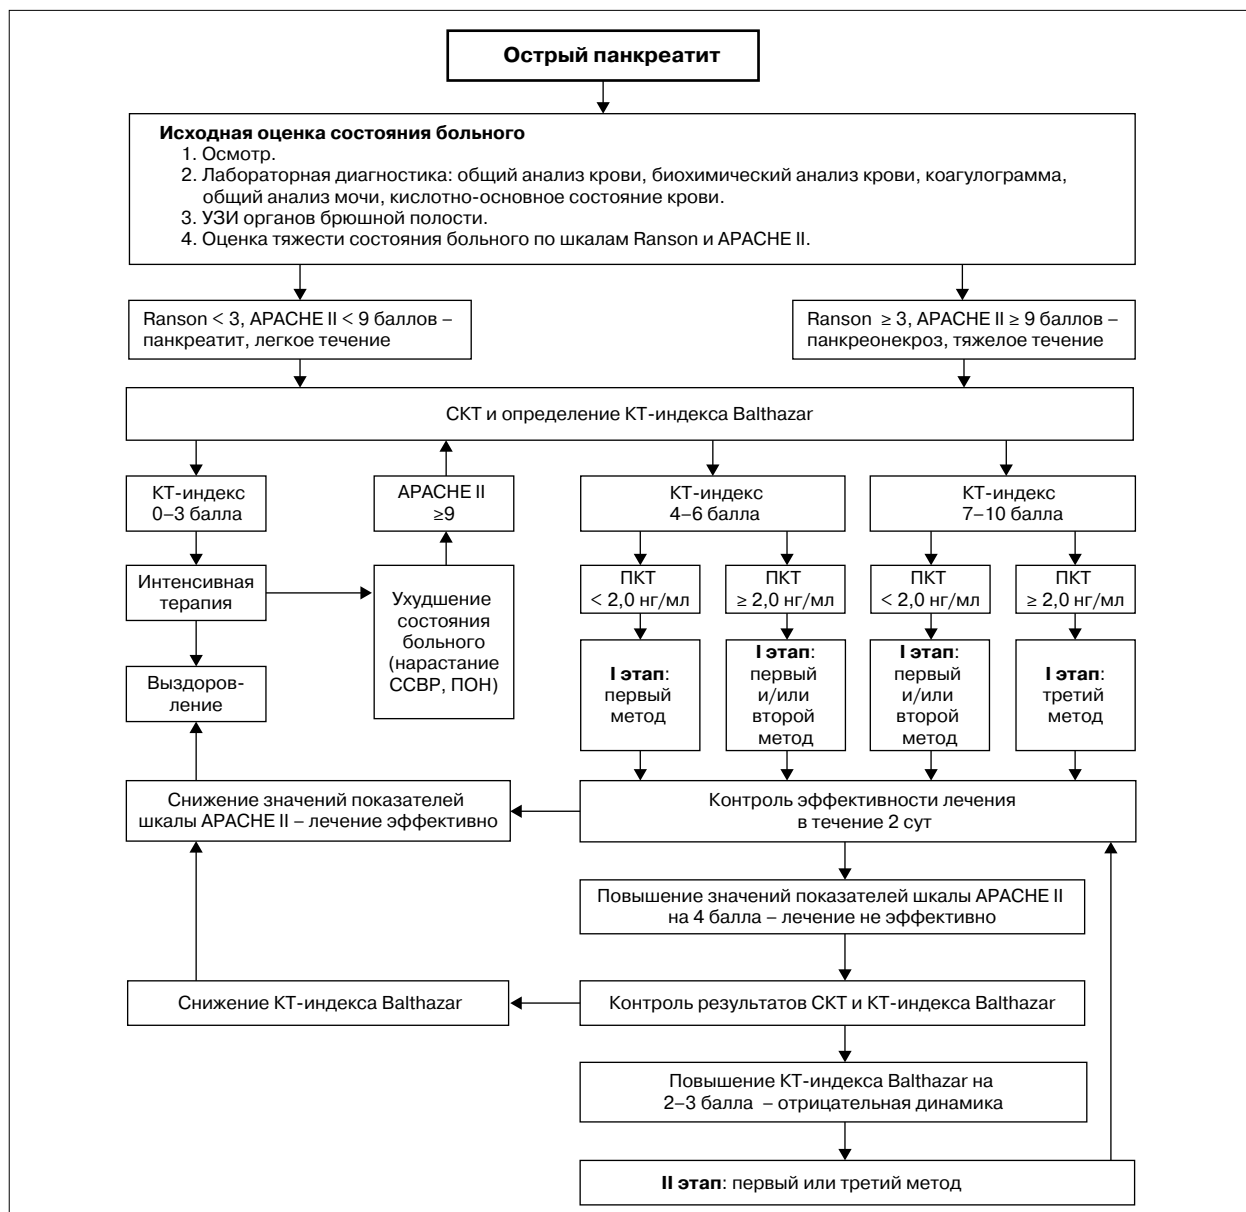 Острый панкреатит
Исходная оценка состояния больного
1. Осмотр.
2. Лабораторная диагностика: общий анализ крови, биохимический анализ крови, коагулограмма,
общий анализ мочи, кислотно-основное состояние крови.
3. УЗИ органов брюшной полости.
4. Оценка тяжести состояния больного по шкалам Ranson и APACHE II.
Ranson < 3, APACHE II < 9 баллов –
панкреатит, легкое течение
Ranson ≥ 3, APACHE II ≥ 9 баллов –
панкреонекроз, тяжелое течение
СКТ и определение КТ-индекса Balthazar
КТ-индекс
0–3 балла
APACHE II
≥9
КТ-индекс
4–6 балла
КТ-индекс
7–10 балла
Интенсивная
терапия
Ухудшение
состояния
больного
(нарастание
ССВР, ПОН)
ПКТ
< 2,0 нг/мл
ПКТ
≥ 2,0 нг/мл
ПКТ
< 2,0 нг/мл
ПКТ
≥ 2,0 нг/мл
Выздоров-
ление
I этап:
первый
метод
I этап:
первый
и/или
второй
метод
I этап:
первый
и/или
второй
метод
I этап:
третий
метод
Снижение значений показателей
шкалы APACHE II – лечение эффективно
Контроль эффективности лечения
в течение 2 сут
Повышение значений показателей шкалы APACHE II
на 4 балла – лечение не эффективно
Снижение КТ-индекса Balthazar
Контроль результатов СКТ и КТ-индекса Balthazar
Повышение КТ-индекса Balthazar на
2–3 балла – отрицательная динамика
II этап: первый или третий метод